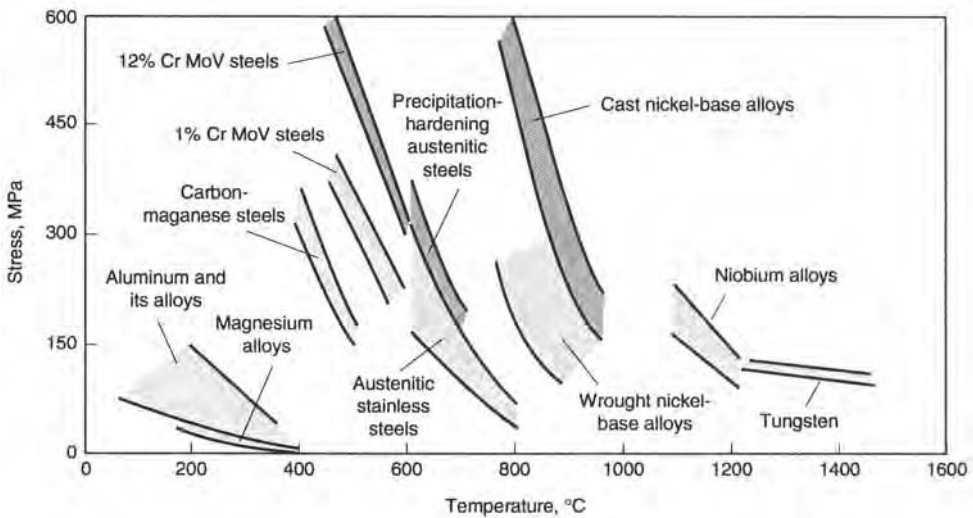 600
450
300
150
0
Stress, MPa
12% Cr MoV steels
1% Cr MoV steels
Carbon-
maganese steels
Aluminum and
its alloys
Magnesium
alloys
Precipitation-
hardening
austenitic
steels
Austenitic
stainless
steels
Cast nickel-base alloys
Wrought nickel-
base alloys
Niobium alloys
Tungsten
0 200 400 600 800 1000 1200 1400 1600
Temperature, °C